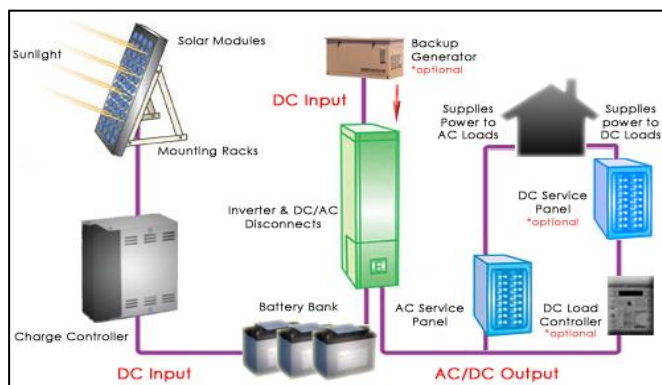 Sunlight
Solar Modules
Mounting Racks
Backup
Generator
*optional
DC Input
Supplies
Power to
AC Loads
Supplies
power to
DC Loads
Inverter & DC/AC
Disconnects
DC Service
Panel
*optional
Charge Controller
Battery Bank
AC Service
Panel
DC Load
Controller
*optional
DC Input
AC/DC Output